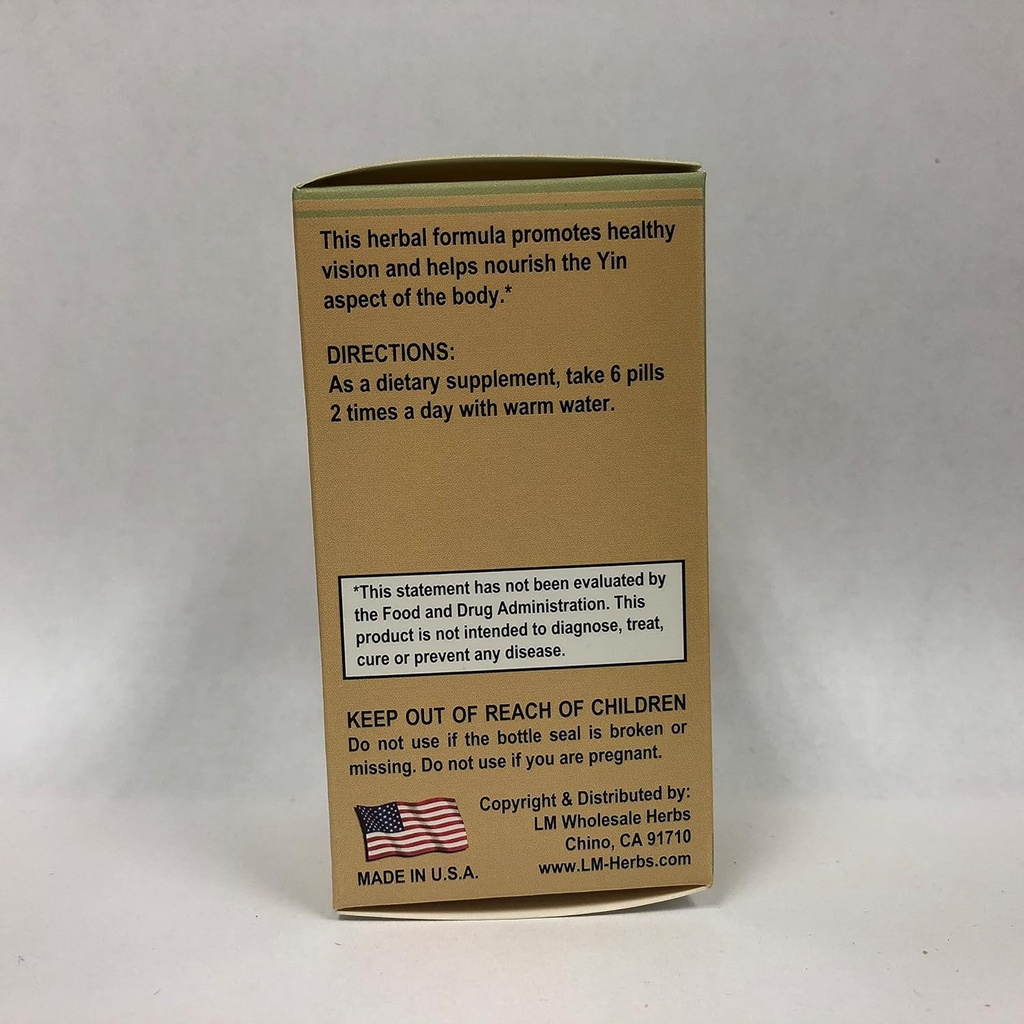 This herbal formula promotes healthy
vision and helps nourish the Yin
aspect of the body.*
DIRECTIONS:
As a dietary supplement, take 6 pills
2 times a day with warm water.
*This statement has not been evaluated by
the Food and Drug Administration. This
product is not intended to diagnose, treat,
cure or prevent any disease.
KEEP OUT OF REACH OF CHILDREN
Do not use if the bottle seal is broken or
missing. Do not use if you are pregnant.
MADE IN U.S.A.
Copyright & Distributed by:
LM Wholesale Herbs
Chino, CA 91710
www.LM-Herbs.com